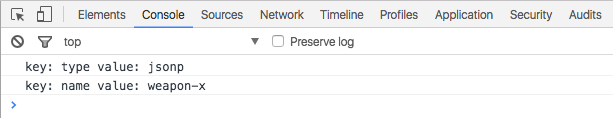 Elements Console Sources Network Timeline Profiles Application Security Audits
top Preserve log
key: type value: jsonp
key: name value: weapon-x